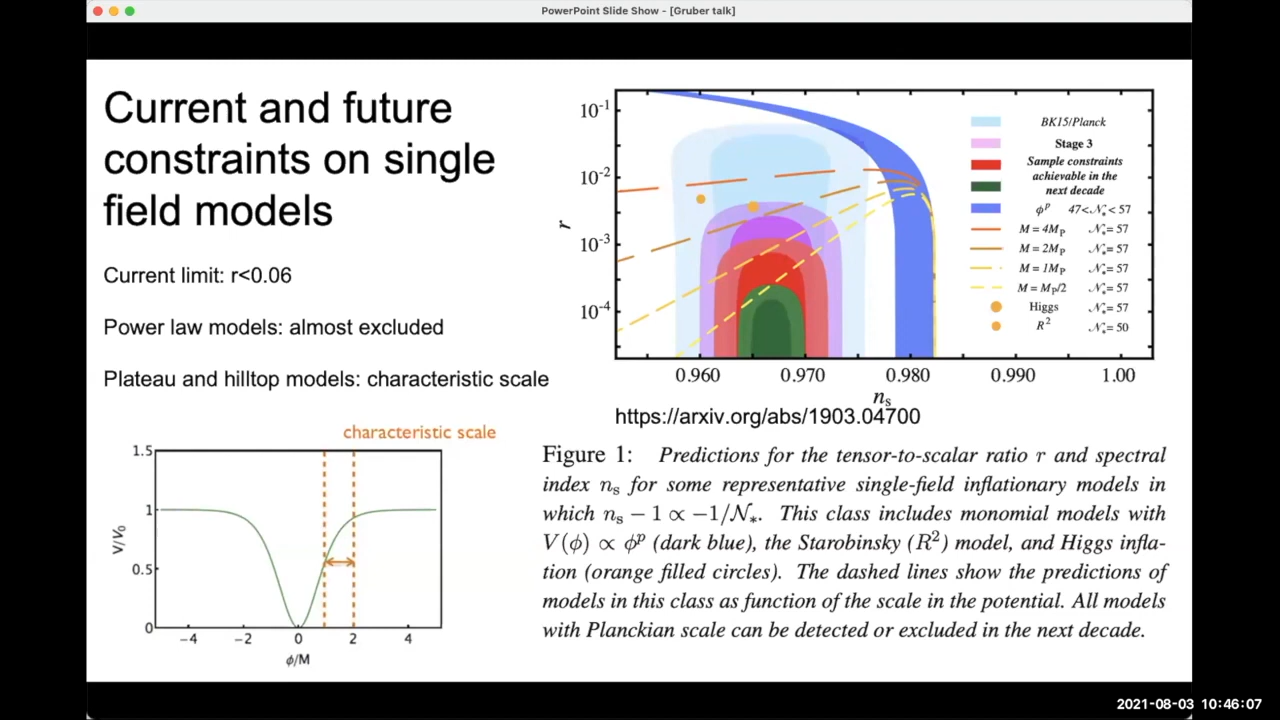 PowerPoint Slide Show - [Gruber talk]
Current and future
constraints on single
field models
Current limit: r<0.06
Power law models: almost excluded
Plateau and hilltop models: characteristic scale
characteristic scale
1.5
1
0.5
0
V/V₀
−4 −2 0 2 4
ϕ/M
10⁻¹
10⁻²
10⁻³
10⁻⁴
r
0.960 0.970 0.980 0.990 1.00
nₛ
BK15/Planck
Stage 3
Sample constraints
achievable in the
next decade
ϕᵖ 47<𝒩*<57
M = 4Mₚ 𝒩*= 57
M = 2Mₚ 𝒩*= 57
M = 1Mₚ 𝒩*= 57
M = Mₚ/2 𝒩*= 57
Higgs 𝒩*= 57
R² 𝒩*= 50
https://arxiv.org/abs/1903.04700
Figure 1: Predictions for the tensor-to-scalar ratio r and spectral
index nₛ for some representative single-field inflationary models in
which nₛ − 1 ∝ −1/𝒩*. This class includes monomial models with
V(ϕ) ∝ ϕᵖ (dark blue), the Starobinsky (R²) model, and Higgs infla-
tion (orange filled circles). The dashed lines show the predictions of
models in this class as function of the scale in the potential. All models
with Planckian scale can be detected or excluded in the next decade.
2021-08-03 10:46:07